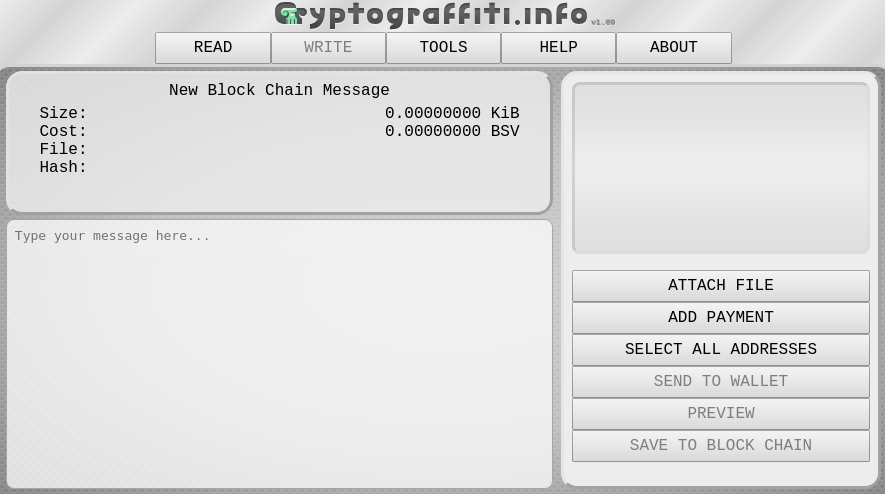 Cryptograffiti.info v1.00
READ WRITE TOOLS HELP ABOUT
New Block Chain Message
Size: 0.00000000 KiB
Cost: 0.00000000 BSV
File:
Hash:
Type your message here...
ATTACH FILE
ADD PAYMENT
SELECT ALL ADDRESSES
SEND TO WALLET
PREVIEW
SAVE TO BLOCK CHAIN